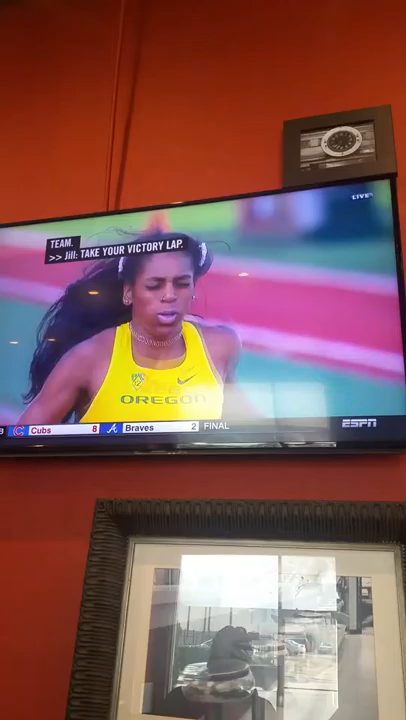 LIVE
TEAM.
>> Jill: TAKE YOUR VICTORY LAP.
OREGON
Cubs 8 Braves 2 FINAL
ESPN